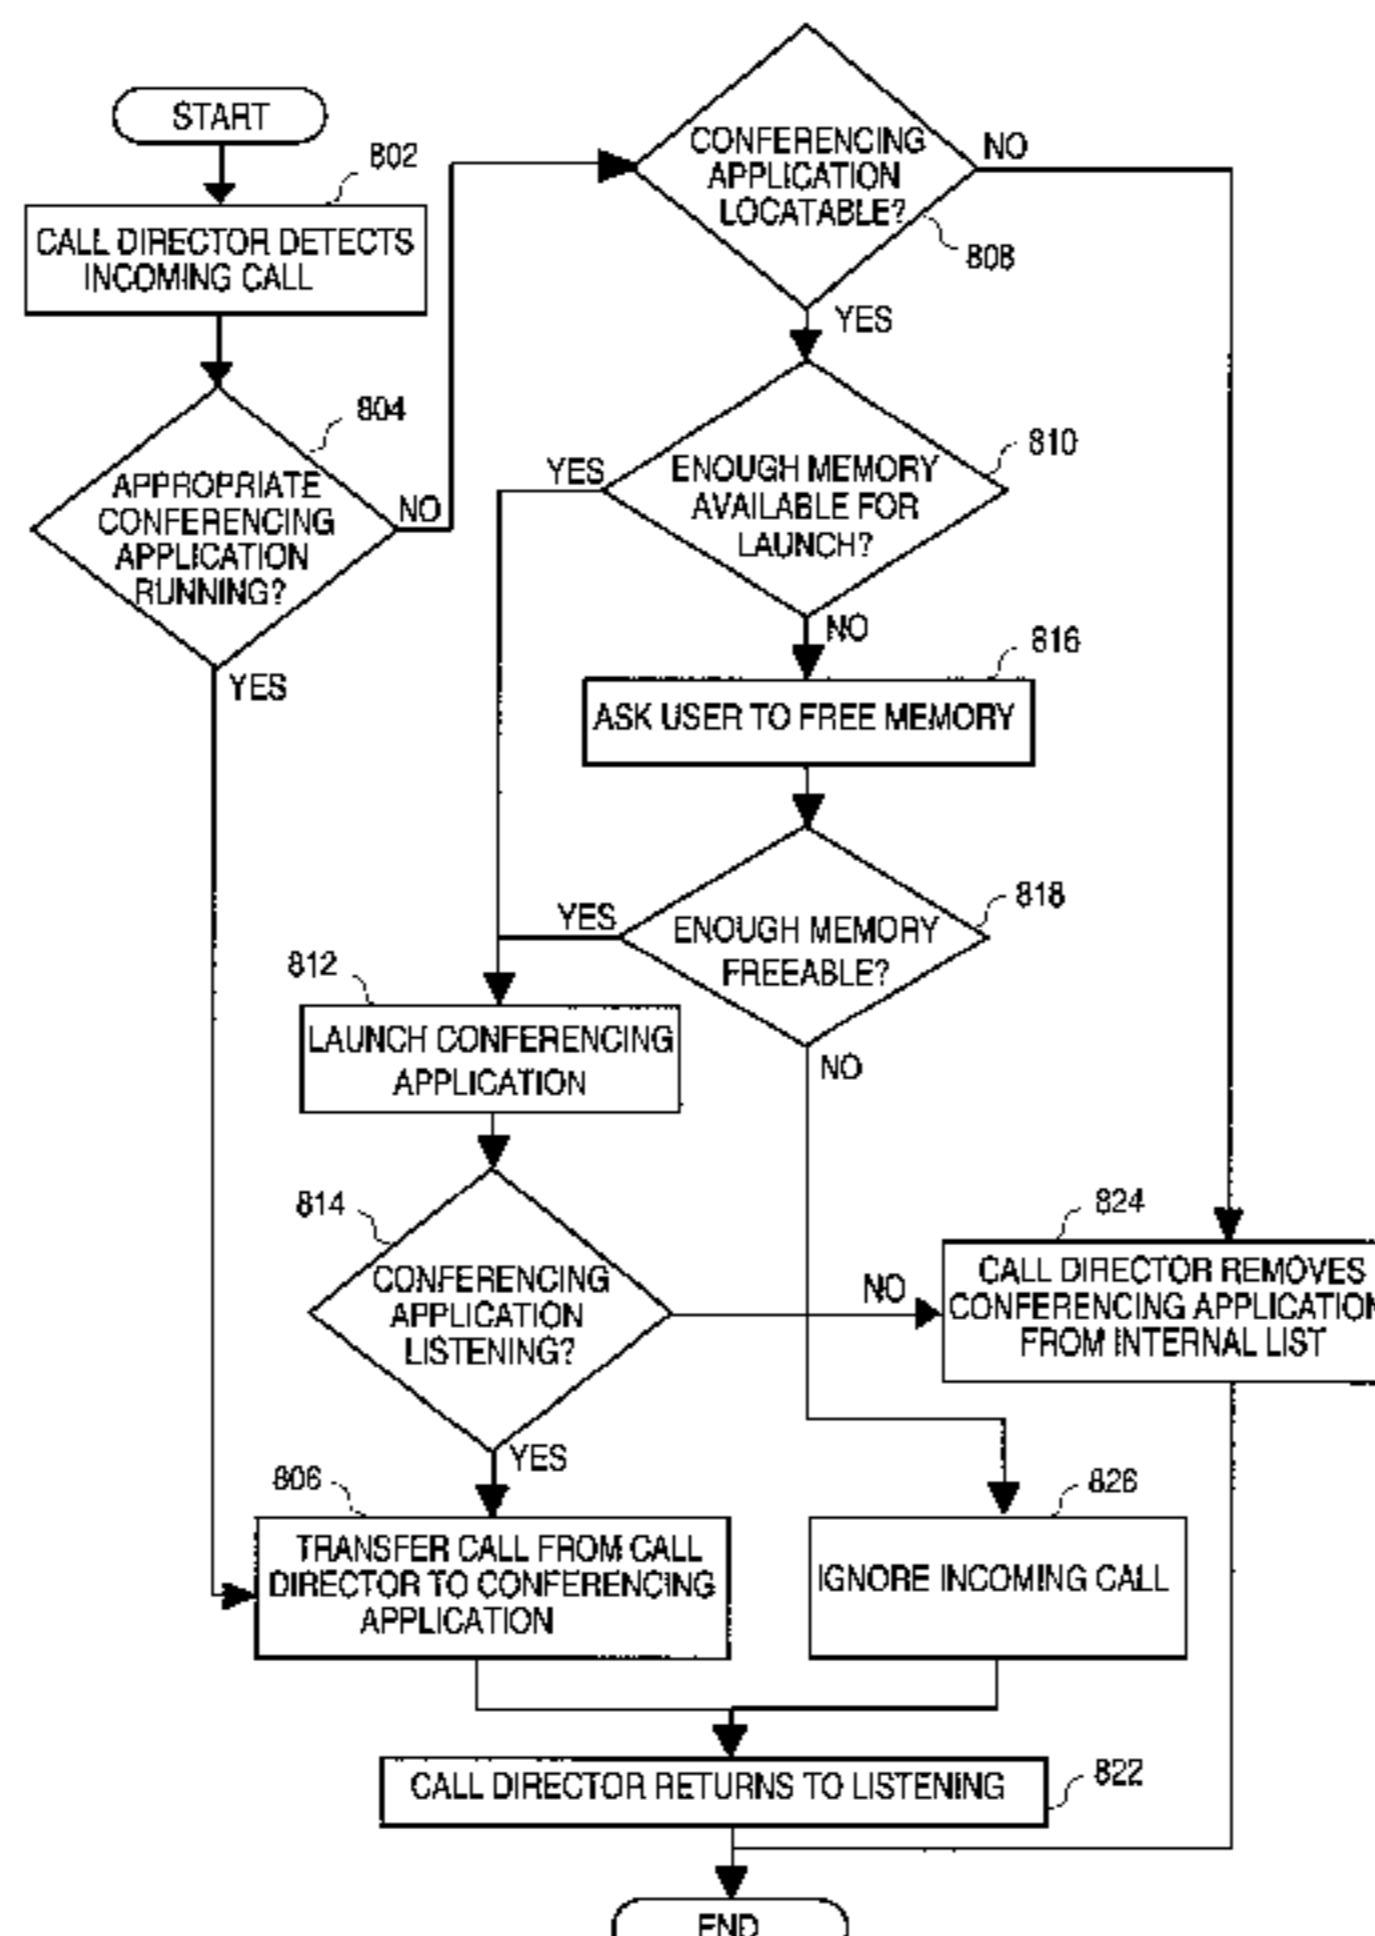 START
802
CALL DIRECTOR DETECTS
INCOMING CALL
804
APPROPRIATE
CONFERENCING
APPLICATION
RUNNING?
NO
YES
CONFERENCING
APPLICATION
LOCATABLE?
NO
808
YES
810
YES
ENOUGH MEMORY
AVAILABLE FOR
LAUNCH?
NO
816
ASK USER TO FREE MEMORY
818
YES
ENOUGH MEMORY
FREEABLE?
NO
812
LAUNCH CONFERENCING
APPLICATION
814
CONFERENCING
APPLICATION
LISTENING?
NO
YES
824
CALL DIRECTOR REMOVES
CONFERENCING APPLICATION
FROM INTERNAL LIST
806
TRANSFER CALL FROM CALL
DIRECTOR TO CONFERENCING
APPLICATION
826
IGNORE INCOMING CALL
CALL DIRECTOR RETURNS TO LISTENING
822
END